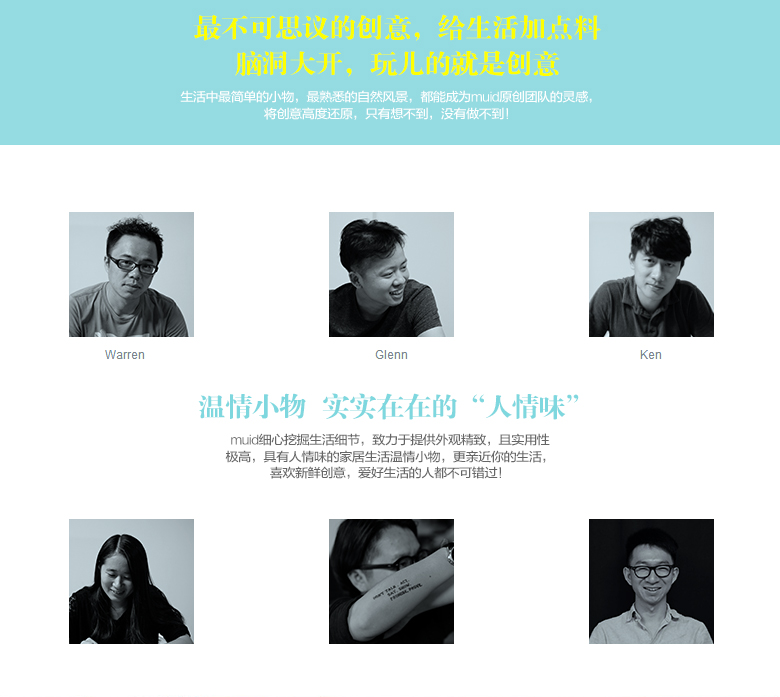 最不可思议的创意，给生活加点料
脑洞大开，玩儿的就是创意
生活中最简单的小物，最熟悉的自然风景，都能成为muid原创团队的灵感，
将创意高度还原，只有想不到，没有做不到！
Warren
Glenn
Ken
温情小物 实实在在的“人情味”
muid细心挖掘生活细节，致力于提供外观精致，且实用性
极高，具有人情味的家居生活温情小物，更亲近你的生活，
喜欢新鲜创意，爱好生活的人都不可错过！